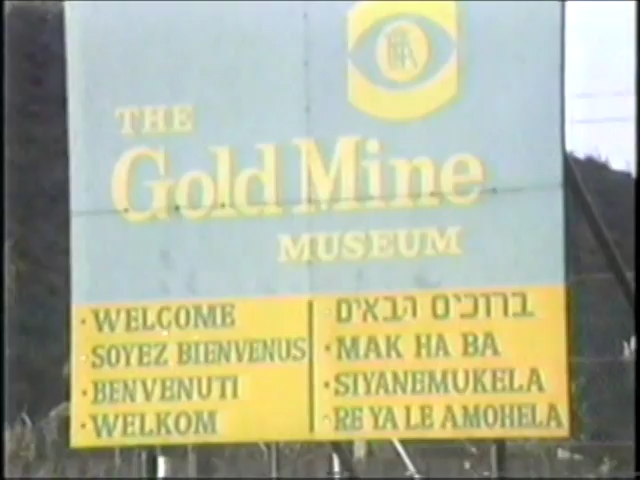 THE
Gold Mine
MUSEUM
· WELCOME
· SOYEZ BIENVENUS
· BENVENUTI
· WELKOM
· ברוכים הבאים
· MAK HA BA
· SIYANEMUKELA
· RE YA LE AMOHELA